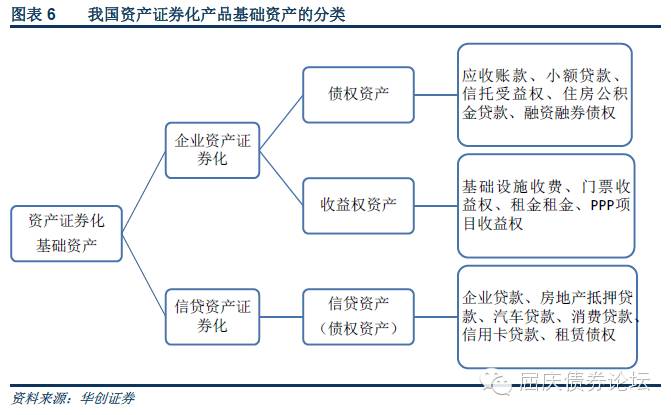 图表 6 我国资产证券化产品基础资产的分类
资产证券化
基础资产
企业资产证
券化
信贷资产证
券化
债权资产
收益权资产
信贷资产
（债权资产）
应收账款、小额贷款、
信托受益权、住房公积
金贷款、融资融券债权
基础设施收费、门票收
益权、租金租金、PPP项
目收益权
企业贷款、房地产抵押贷
款、汽车贷款、消费贷款、
信用卡贷款、租赁债权
资料来源：华创证券
屈庆债券论坛